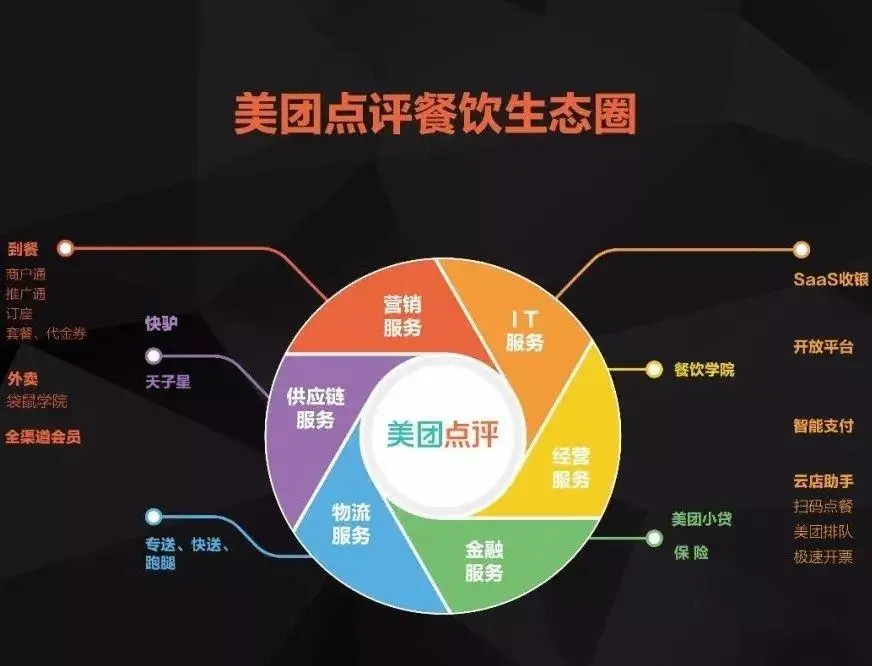 美团点评餐饮生态圈
到餐
商户通
推广通
订座
套餐、代金券
外卖
袋鼠学院
全渠道会员
快驴
天子星
专送、快送、
跑腿
营销
服务
IT
服务
供应链
服务
美团点评
经营
服务
物流
服务
金融
服务
餐饮学院
美团小贷
保险
SaaS收银
开放平台
智能支付
云店助手
扫码点餐
美团排队
极速开票